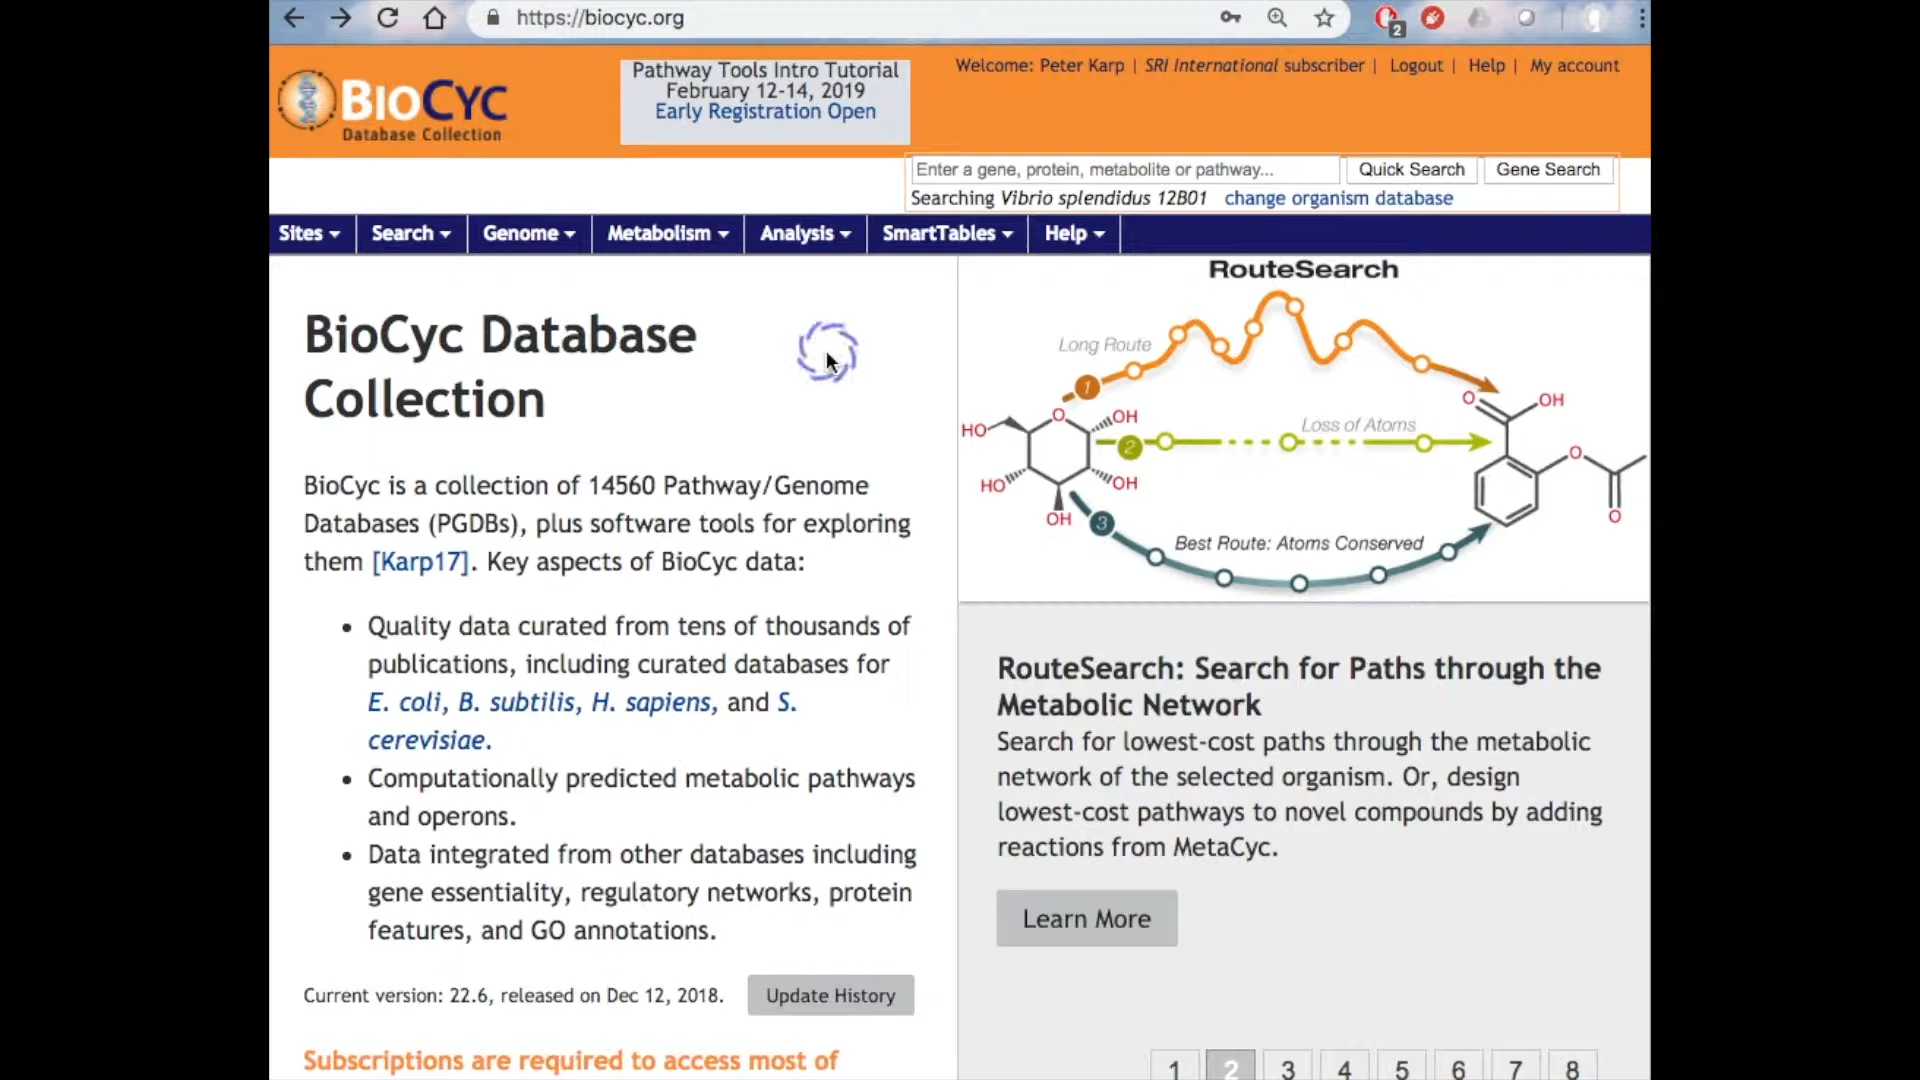 https://biocyc.org
2
BIOCYC
Database Collection
Pathway Tools Intro Tutorial
February 12-14, 2019
Early Registration Open
Welcome: Peter Karp | SRI International subscriber | Logout | Help | My account
Enter a gene, protein, metabolite or pathway...
Quick Search
Gene Search
Searching Vibrio splendidus 12B01 change organism database
Sites Search Genome Metabolism Analysis SmartTables Help
BioCyc Database
Collection
BioCyc is a collection of 14560 Pathway/Genome
Databases (PGDBs), plus software tools for exploring
them [Karp17]. Key aspects of BioCyc data:
• Quality data curated from tens of thousands of
publications, including curated databases for
E. coli, B. subtilis, H. sapiens, and S.
cerevisiae.
• Computationally predicted metabolic pathways
and operons.
• Data integrated from other databases including
gene essentiality, regulatory networks, protein
features, and GO annotations.
Current version: 22.6, released on Dec 12, 2018.
Update History
Subscriptions are required to access most of
RouteSearch
Long Route
1
Loss of Atoms
2
Best Route: Atoms Conserved
3
HO
O
OH
HO
OH
OH
O
OH
O
O
RouteSearch: Search for Paths through the
Metabolic Network
Search for lowest-cost paths through the metabolic
network of the selected organism. Or, design
lowest-cost pathways to novel compounds by adding
reactions from MetaCyc.
Learn More
1 2 3 4 5 6 7 8